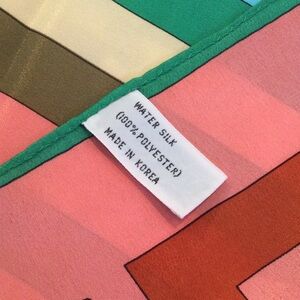 WATER SILK
(100% POLYESTER)
MADE IN KOREA